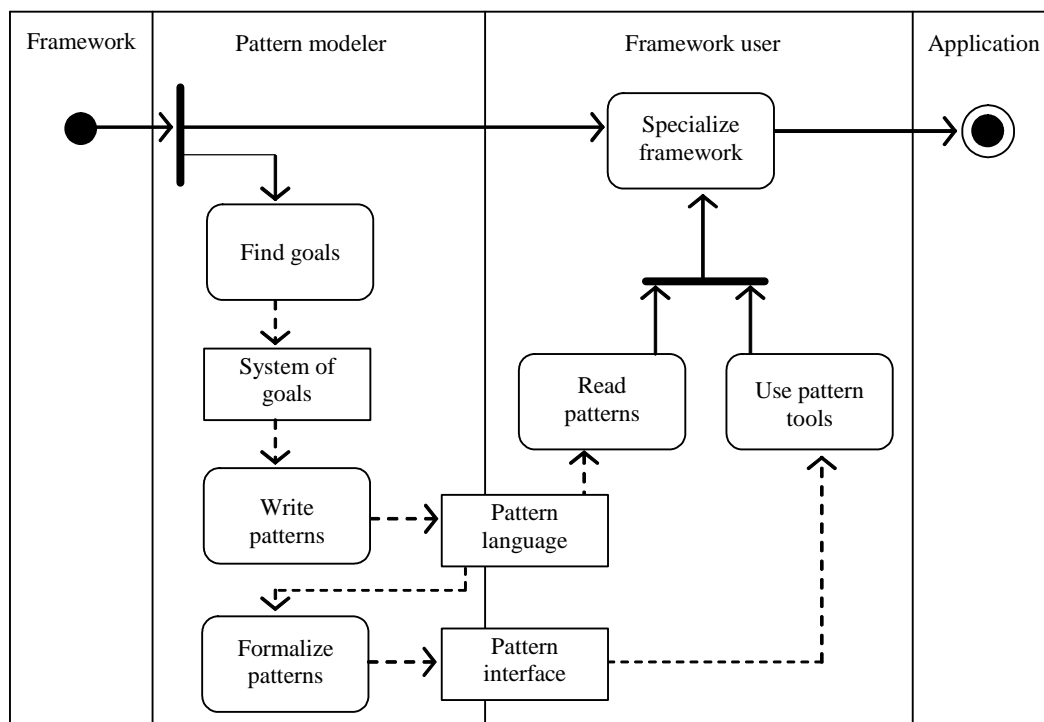 Framework
Pattern modeler
Framework user
Application
Specialize
framework
Find goals
System of
goals
Read
patterns
Use pattern
tools
Write
patterns
Pattern
language
Formalize
patterns
Pattern
interface